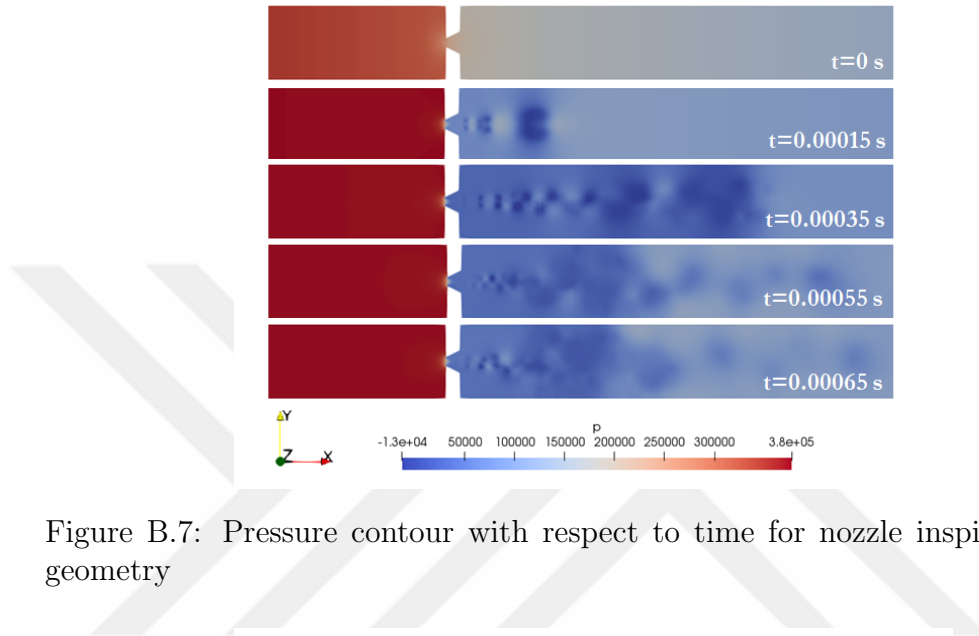 t=0 s
t=0.00015 s
t=0.00035 s
t=0.00055 s
t=0.00065 s
Y
Z X
p
-1.3e+04 50000 100000 150000 200000 250000 300000 3.8e+05
Figure B.7: Pressure contour with respect to time for nozzle inspi
geometry